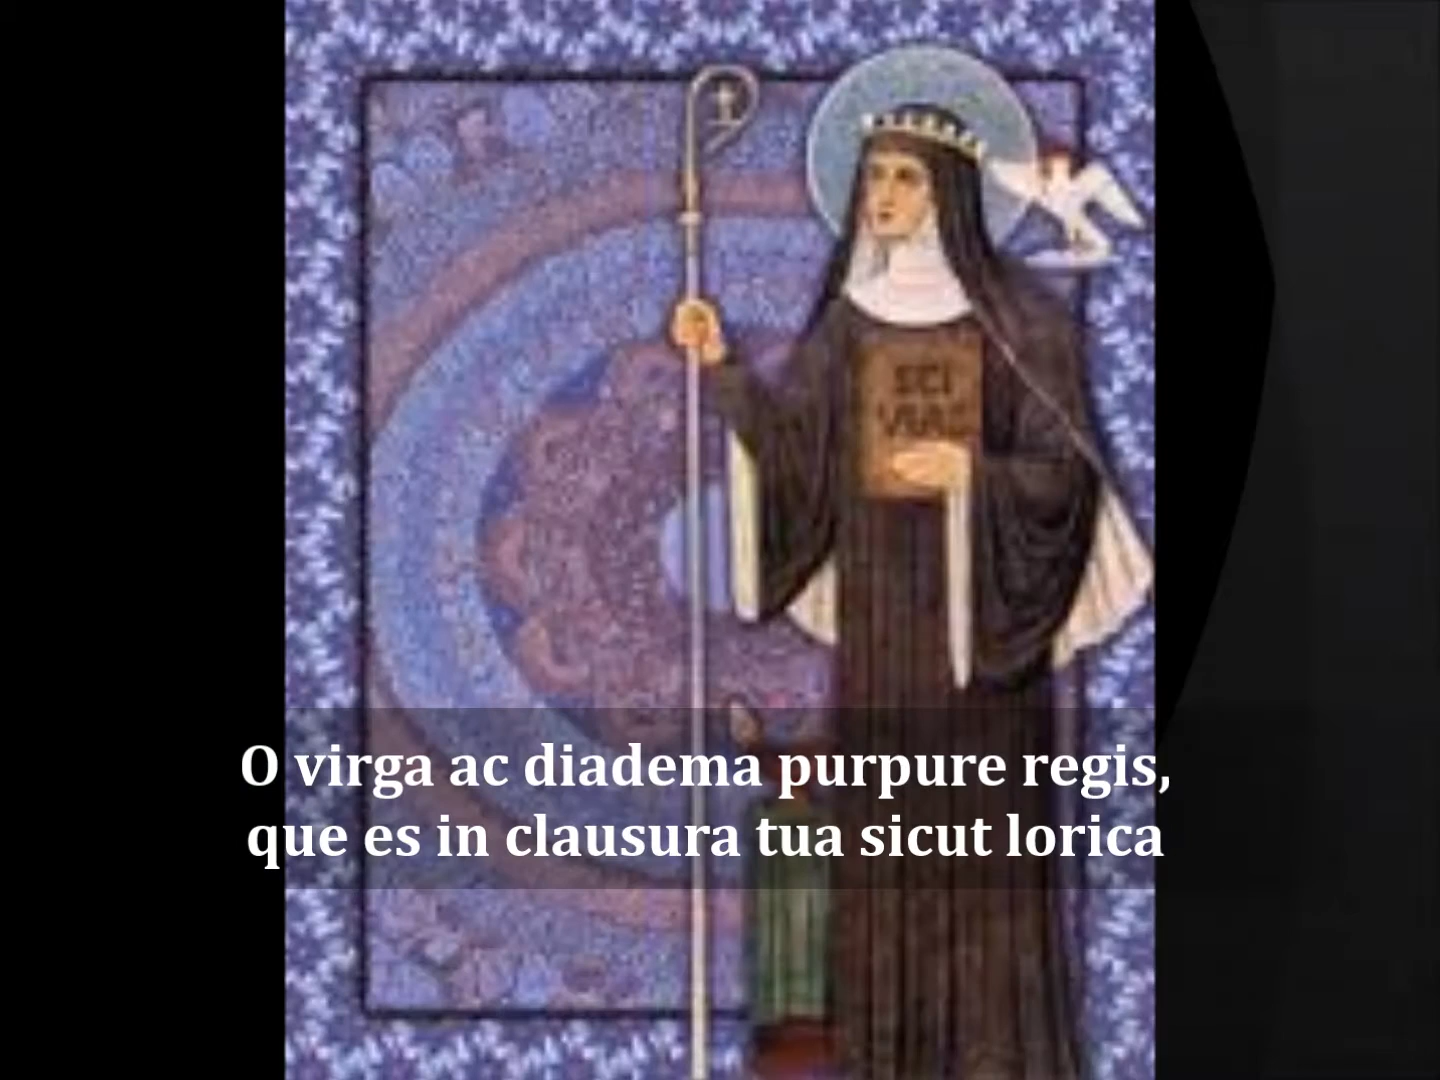 SCI
VIAS
O virga ac diadema purpure regis,
que es in clausura tua sicut lorica